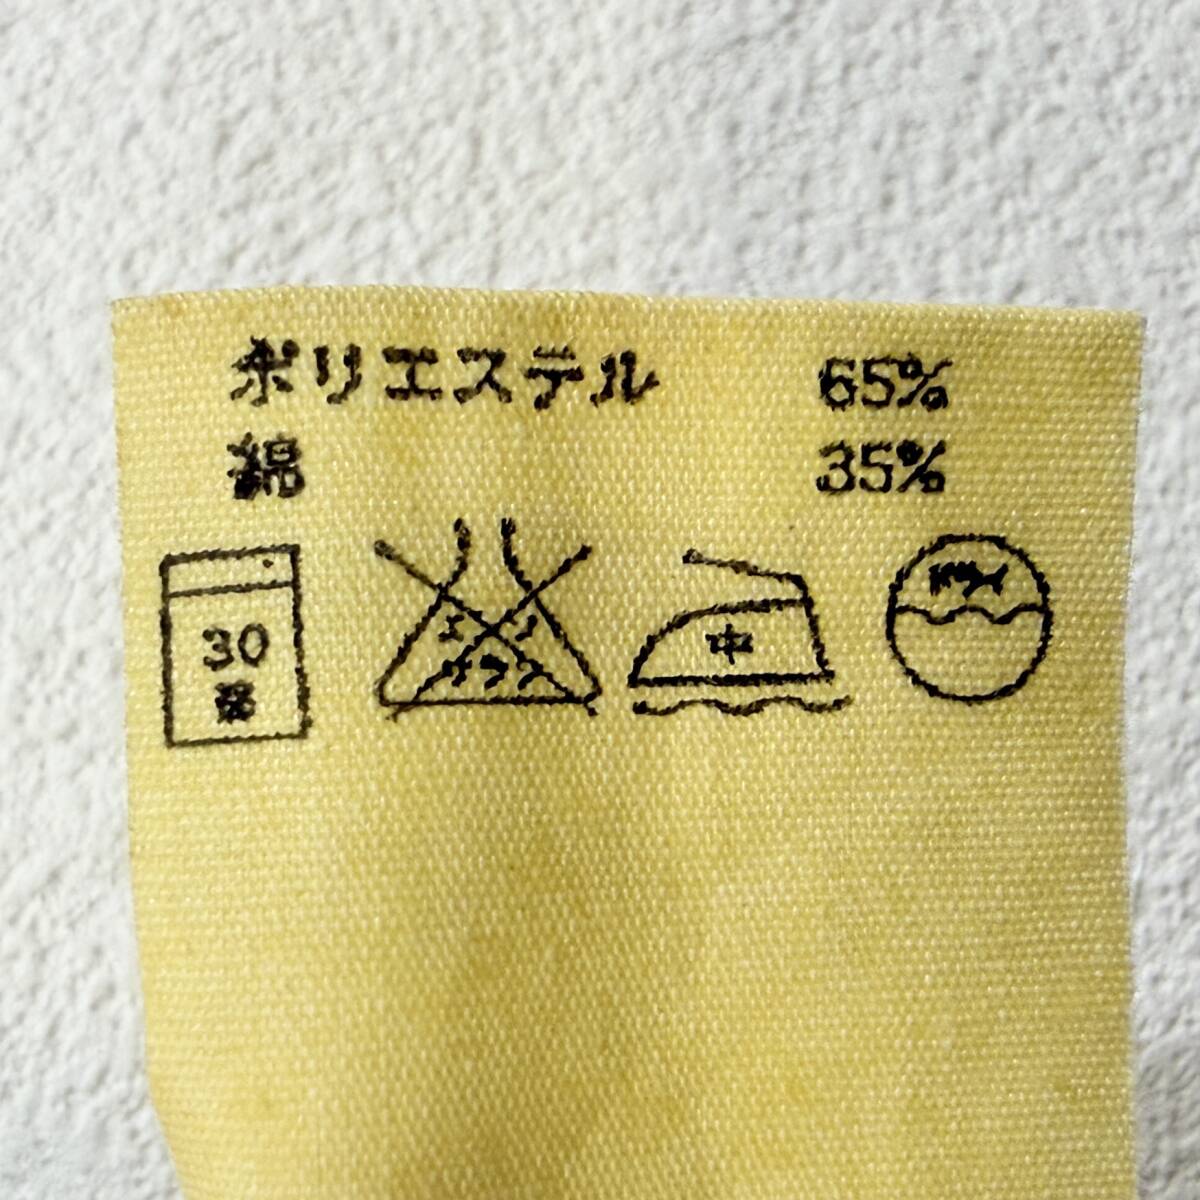 ポリエステル 65%
綿 35%
30 中 ドライ
エンソ
サラシ